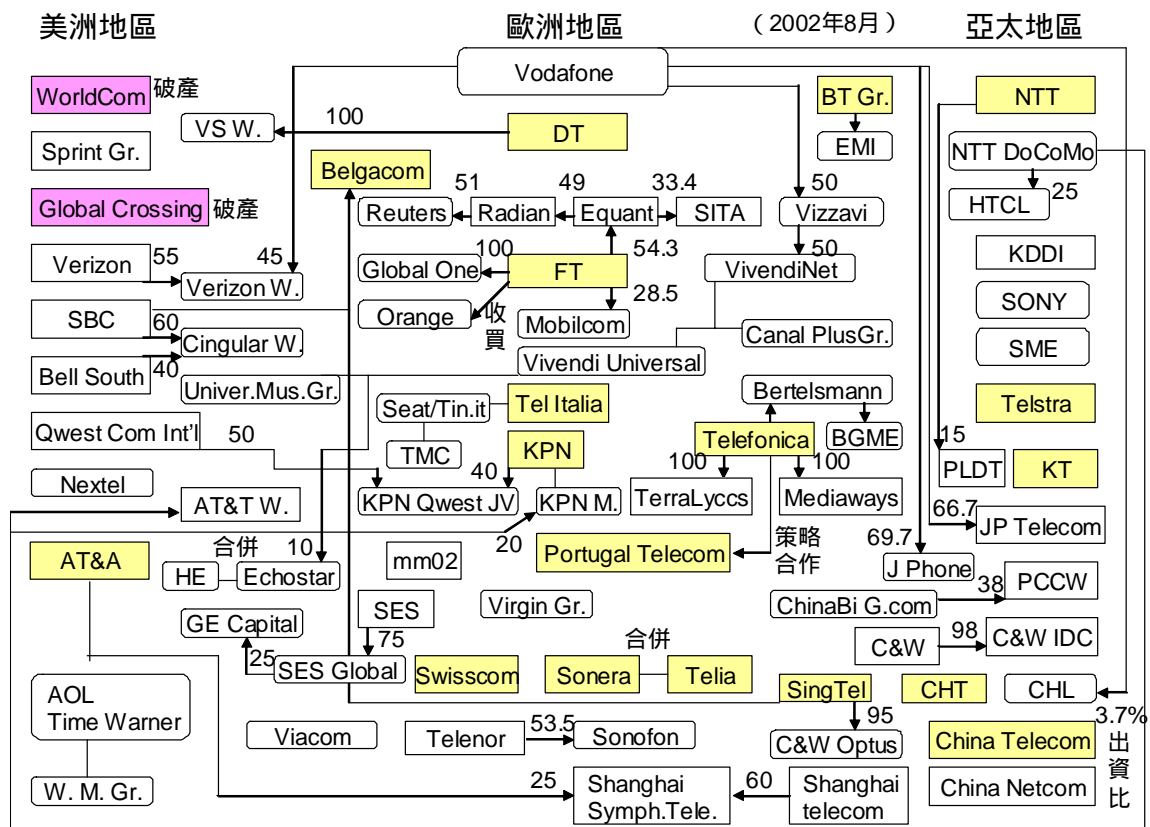 美洲地區
歐洲地區
(2002年8月)
亞太地區
Vodafone
WorldCom
破產
BT Gr.
NTT
VS W.
100
DT
EMI
Sprint Gr.
NTT DoCoMo
Belgacom
51
49
33.4
50
25
Global Crossing
破產
Reuters
Radian
Equant
SITA
Vizzavi
HTCL
Verizon
55
45
100
54.3
50
KDDI
Verizon W.
Global One
FT
VivendiNet
28.5
SONY
SBC
60
Orange
收
買
Mobilcom
Cingular W.
Canal PlusGr.
SME
Bell South
40
Vivendi Universal
Univer.Mus.Gr.
Bertelsmann
Seat/Tin.it
Tel Italia
Telstra
Qwest Com Int'l
50
TMC
KPN
Telefonica
BGME
15
40
100
100
PLDT
KT
Nextel
KPN Qwest JV
KPN M.
TerraLyccs
Mediaways
AT&T W.
66.7
JP Telecom
合併
10
20
策略
合作
69.7
AT&A
mm02
Portugal Telecom
J Phone
HE
Echostar
38
PCCW
SES
Virgin Gr.
ChinaBi G.com
GE Capital
75
合併
98
C&W IDC
C&W
25
SES Global
Swisscom
Sonera
Telia
SingTel
CHT
CHL
AOL
Time Warner
95
3.7%
出
資
比
Viacom
Telenor
53.5
Sonofon
C&W Optus
China Telecom
W. M. Gr.
25
Shanghai
Symph.Tele.
60
Shanghai
telecom
China Netcom